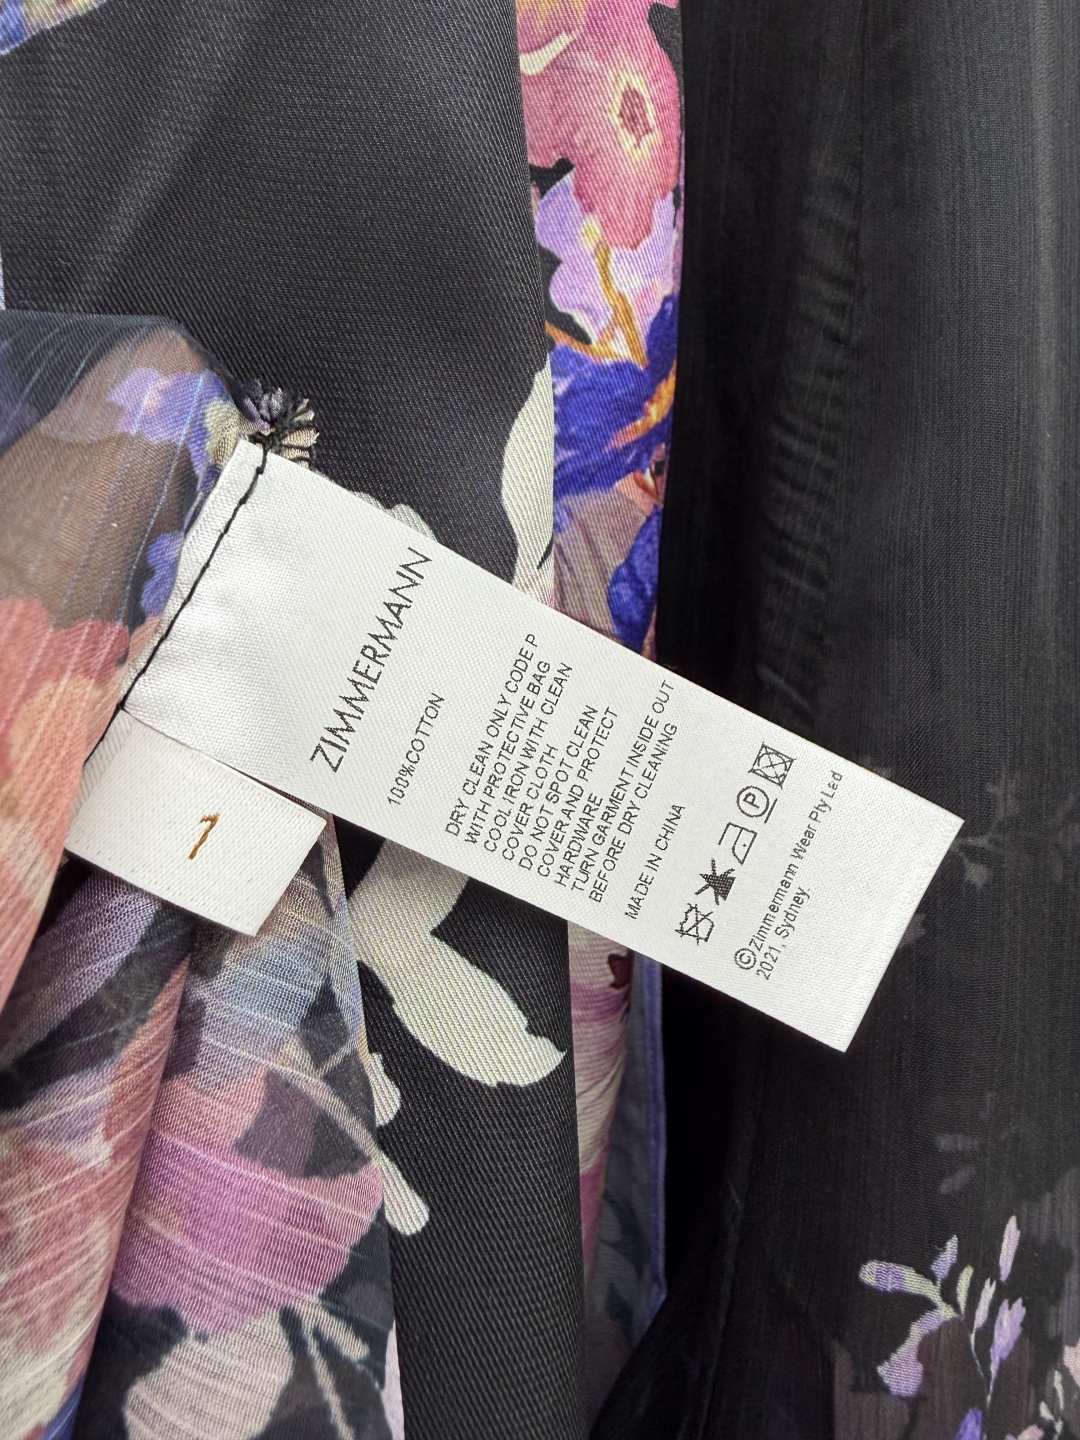 ZIMMERMANN
100%COTTON
DRY CLEAN ONLY CODE P
WITH PROTECTIVE BAG
COOL IRON WITH CLEAN
COVER CLOTH
DO NOT SPOT CLEAN
COVER AND PROTECT
HARDWARE
TURN GARMENT INSIDE OUT
BEFORE DRY CLEANING
MADE IN CHINA
P
©Zimmermann Wear Pty Ltd
2021, Sydney
1